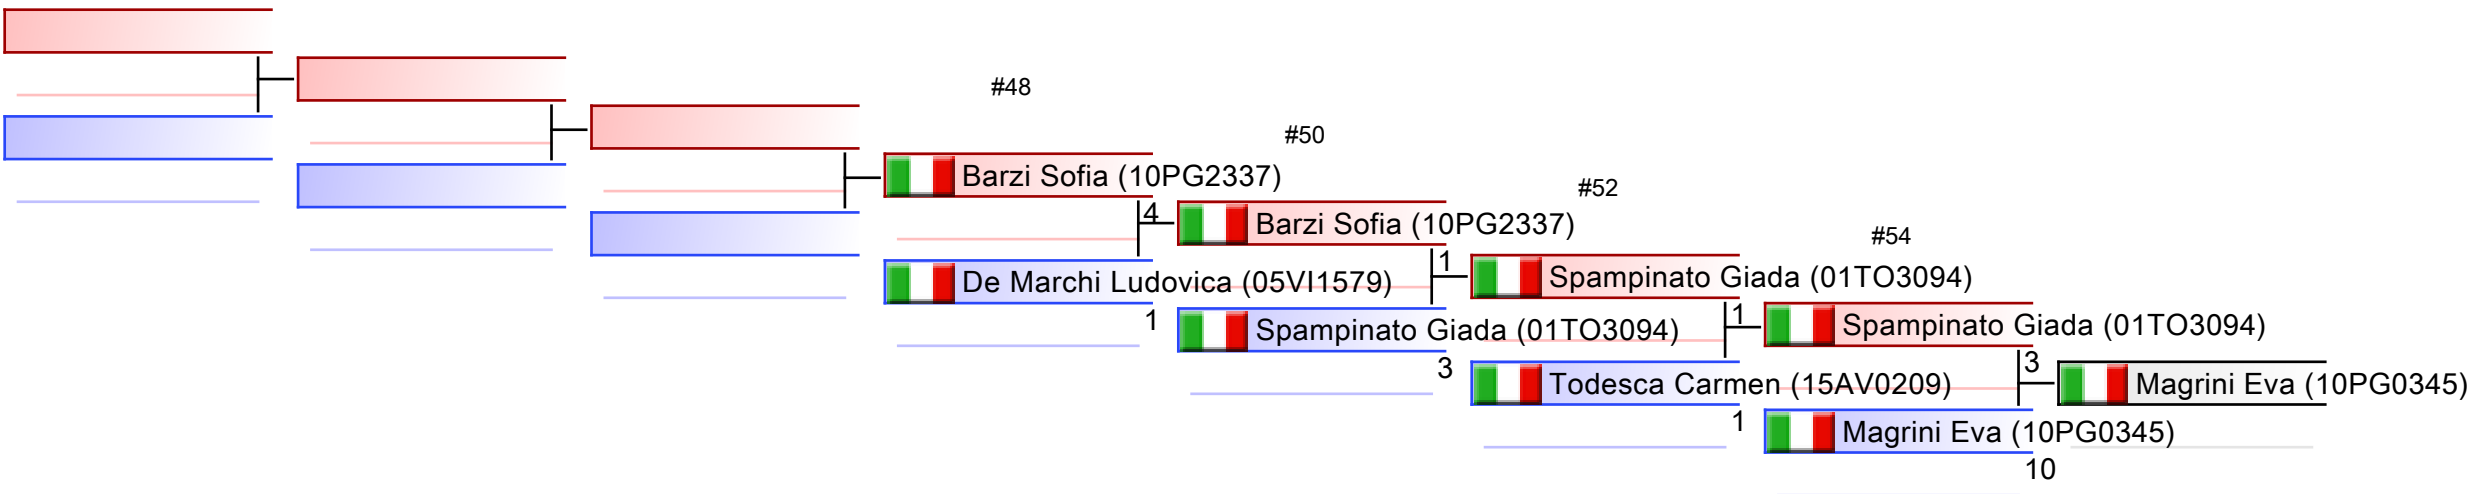 #48
#50
Barzi Sofia (10PG2337)
#52
4
Barzi Sofia (10PG2337)
#54
De Marchi Ludovica (05VI1579)
1
Spampinato Giada (01TO3094)
1
Spampinato Giada (01TO3094)
1
Spampinato Giada (01TO3094)
3
Todesca Carmen (15AV0209)
3
Magrini Eva (10PG0345)
1
Magrini Eva (10PG0345)
10